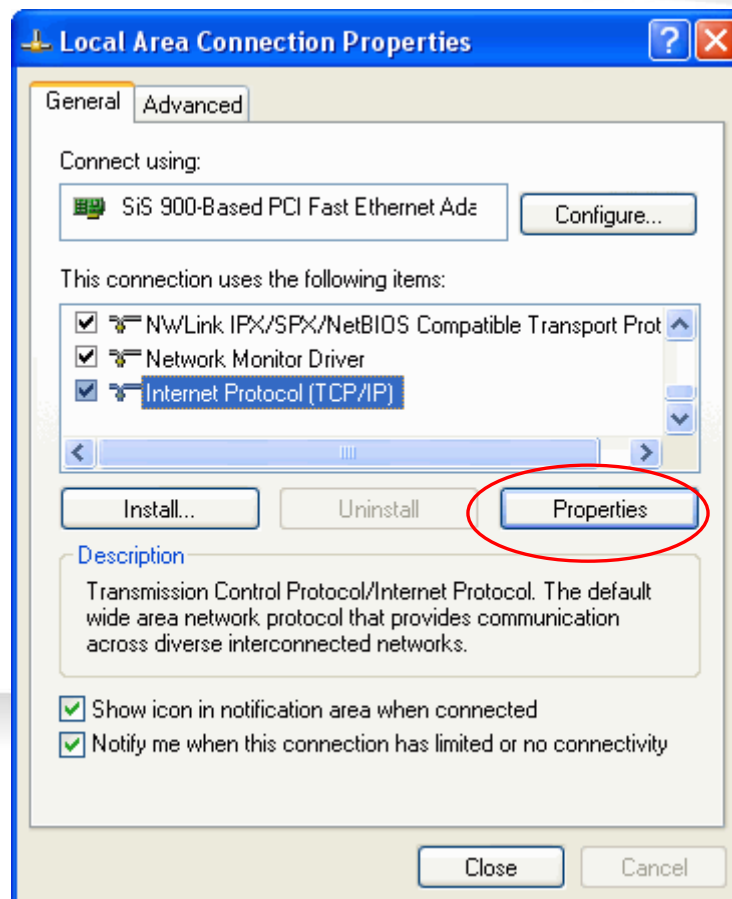 Local Area Connection Properties
?
General
Advanced
Connect using:
SiS 900-Based PCI Fast Ethernet Ada
Configure...
This connection uses the following items:
NWLink IPX/SPX/NetBIOS Compatible Transport Prot
Network Monitor Driver
Internet Protocol (TCP/IP)
Install...
Uninstall
Properties
Description
Transmission Control Protocol/Internet Protocol. The default
wide area network protocol that provides communication
across diverse interconnected networks.
Show icon in notification area when connected
Notify me when this connection has limited or no connectivity
Close
Cancel